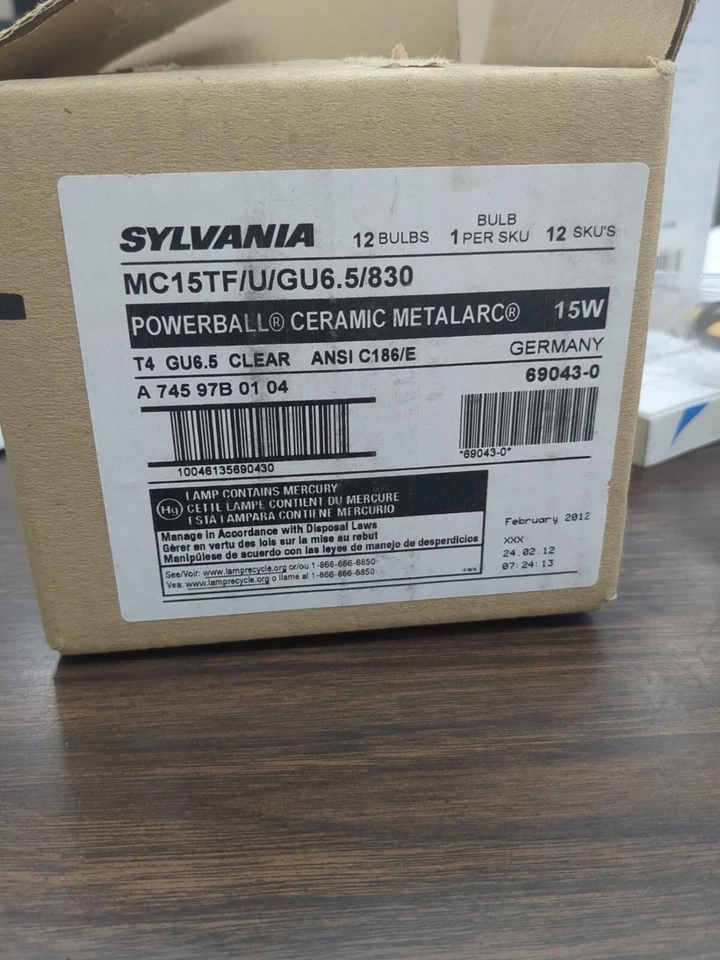 SYLVANIA 12 BULBS BULB 1 PER SKU 12 SKU'S
MC15TF/U/GU6.5/830
POWERBALL® CERAMIC METALARC® 15W
T4 GU6.5 CLEAR ANSI C186/E GERMANY
A 745 97B 01 04 69043-0
10046135690430
*69043-0*
Hg
LAMP CONTAINS MERCURY
CETTE LAMPE CONTIENT DU MERCURE
ESTA LAMPARA CONTIENE MERCURIO
Manage in Accordance with Disposal Laws
Gérer en vertu des lois sur la mise au rebut
Manipúlese de acuerdo con las leyes de manejo de desperdicios
See/Voir: www.lamprecycle.org or/ou 1-866-666-6850
Vea: www.lamprecycle.org o llame al 1-866-666-6850
February 2012
XXX
24.02.12
07:24:13